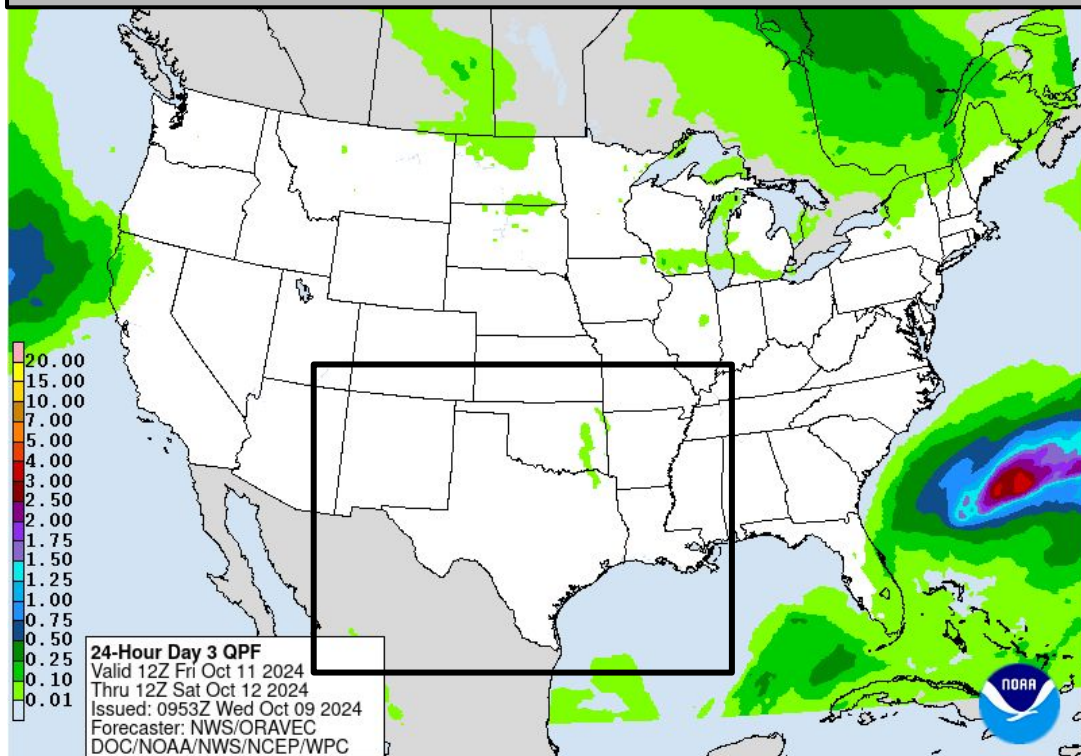 20.00
15.00
10.00
7.00
5.00
4.00
3.00
2.50
2.00
1.75
1.50
1.25
1.00
0.75
0.50
0.25
0.10
0.01
24-Hour Day 3 QPF
Valid 12Z Fri Oct 11 2024
Thru 12Z Sat Oct 12 2024
Issued: 0953Z Wed Oct 09 2024
Forecaster: NWS/ORAVEC
DOC/NOAA/NWS/NCEP/WPC
NOAA